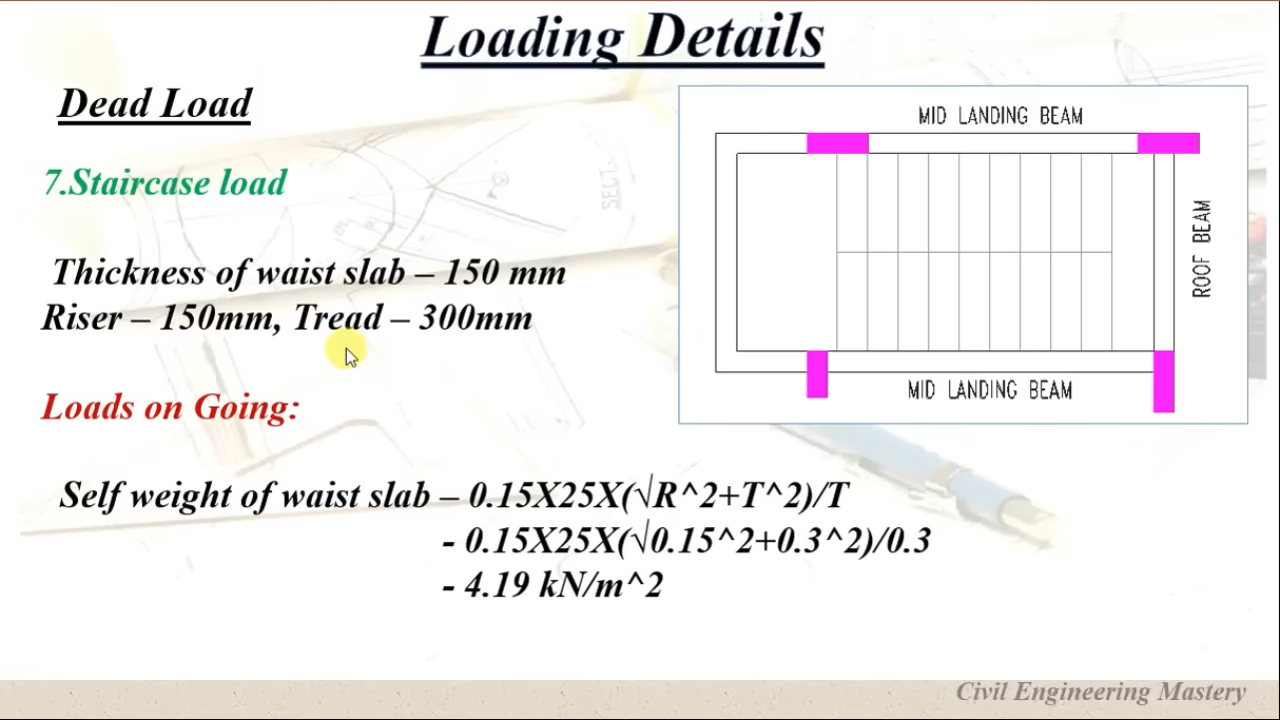 Loading Details
Dead Load
7.Staircase load
Thickness of waist slab – 150 mm
Riser – 150mm, Tread – 300mm
Loads on Going:
Self weight of waist slab – 0.15X25X(√R^2+T^2)/T
- 0.15X25X(√0.15^2+0.3^2)/0.3
- 4.19 kN/m^2
MID LANDING BEAM
ROOF BEAM
MID LANDING BEAM
SECT.
Civil Engineering Mastery